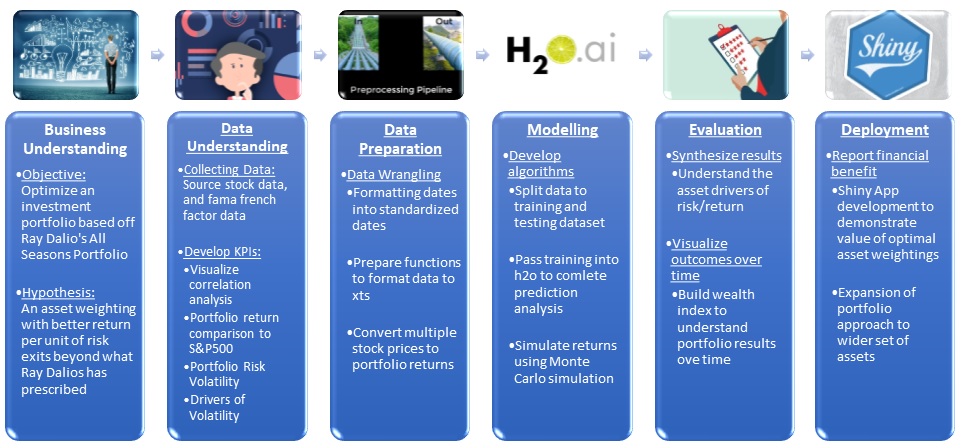 In
Out
Preprocessing Pipeline
H2O.ai
Shiny
Business
Understanding
•Objective:
Optimize an
investment
portfolio based off
Ray Dalio's All
Seasons Portfolio
•Hypothesis:
An asset weighting
with better return
per unit of risk
exits beyond what
Ray Dalios has
prescribed
Data
Understanding
•Collecting Data:
Source stock data,
and fama french
factor data
•Develop KPIs:
•Visualize
correlation
analysis
•Portfolio return
comparison to
S&P500
•Portfolio Risk
Volatility
•Drivers of
Volatility
Data
Preparation
•Data Wrangling
•Formatting dates
into standardized
dates
•Prepare functions
to format data to
xts
•Convert multiple
stock prices to
portfolio returns
Modelling
•Develop
algorithms
•Split data to
training and
testing dataset
•Pass training into
h2o to comlete
prediction
analysis
•Simulate returns
using Monte
Carlo simulation
Evaluation
•Synthesize results
•Understand the
asset drivers of
risk/return
•Visualize
outcomes over
time
•Build wealth
index to
understand
portfolio results
ove time
Deployment
•Report financial
benefit
•Shiny App
development to
demonstrate
value of optimal
asset weightings
•Expansion of
portfolio
approach to
wider set of
assets